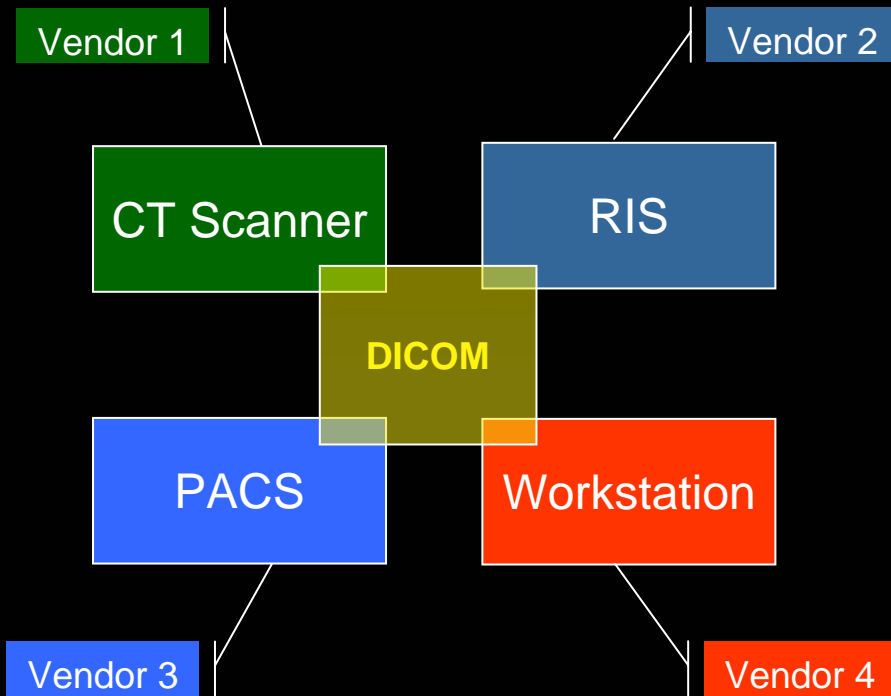 Vendor 1
Vendor 2
CT Scanner
RIS
DICOM
PACS
Workstation
Vendor 3
Vendor 4